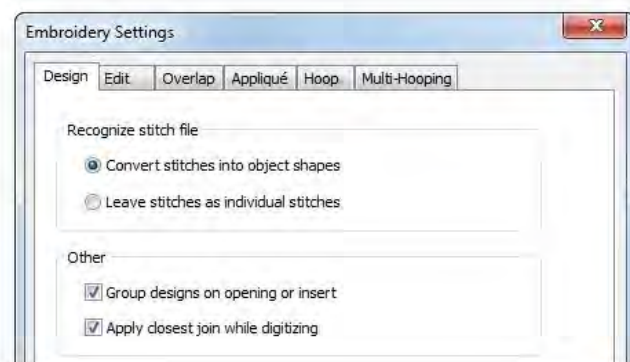 Embroidery Settings
Design Edit Overlap Appliqué Hoop Multi-Hooping
Recognize stitch file
Convert stitches into object shapes
Leave stitches as individual stitches
Other
Group designs on opening or insert
Apply closest join while digitizing